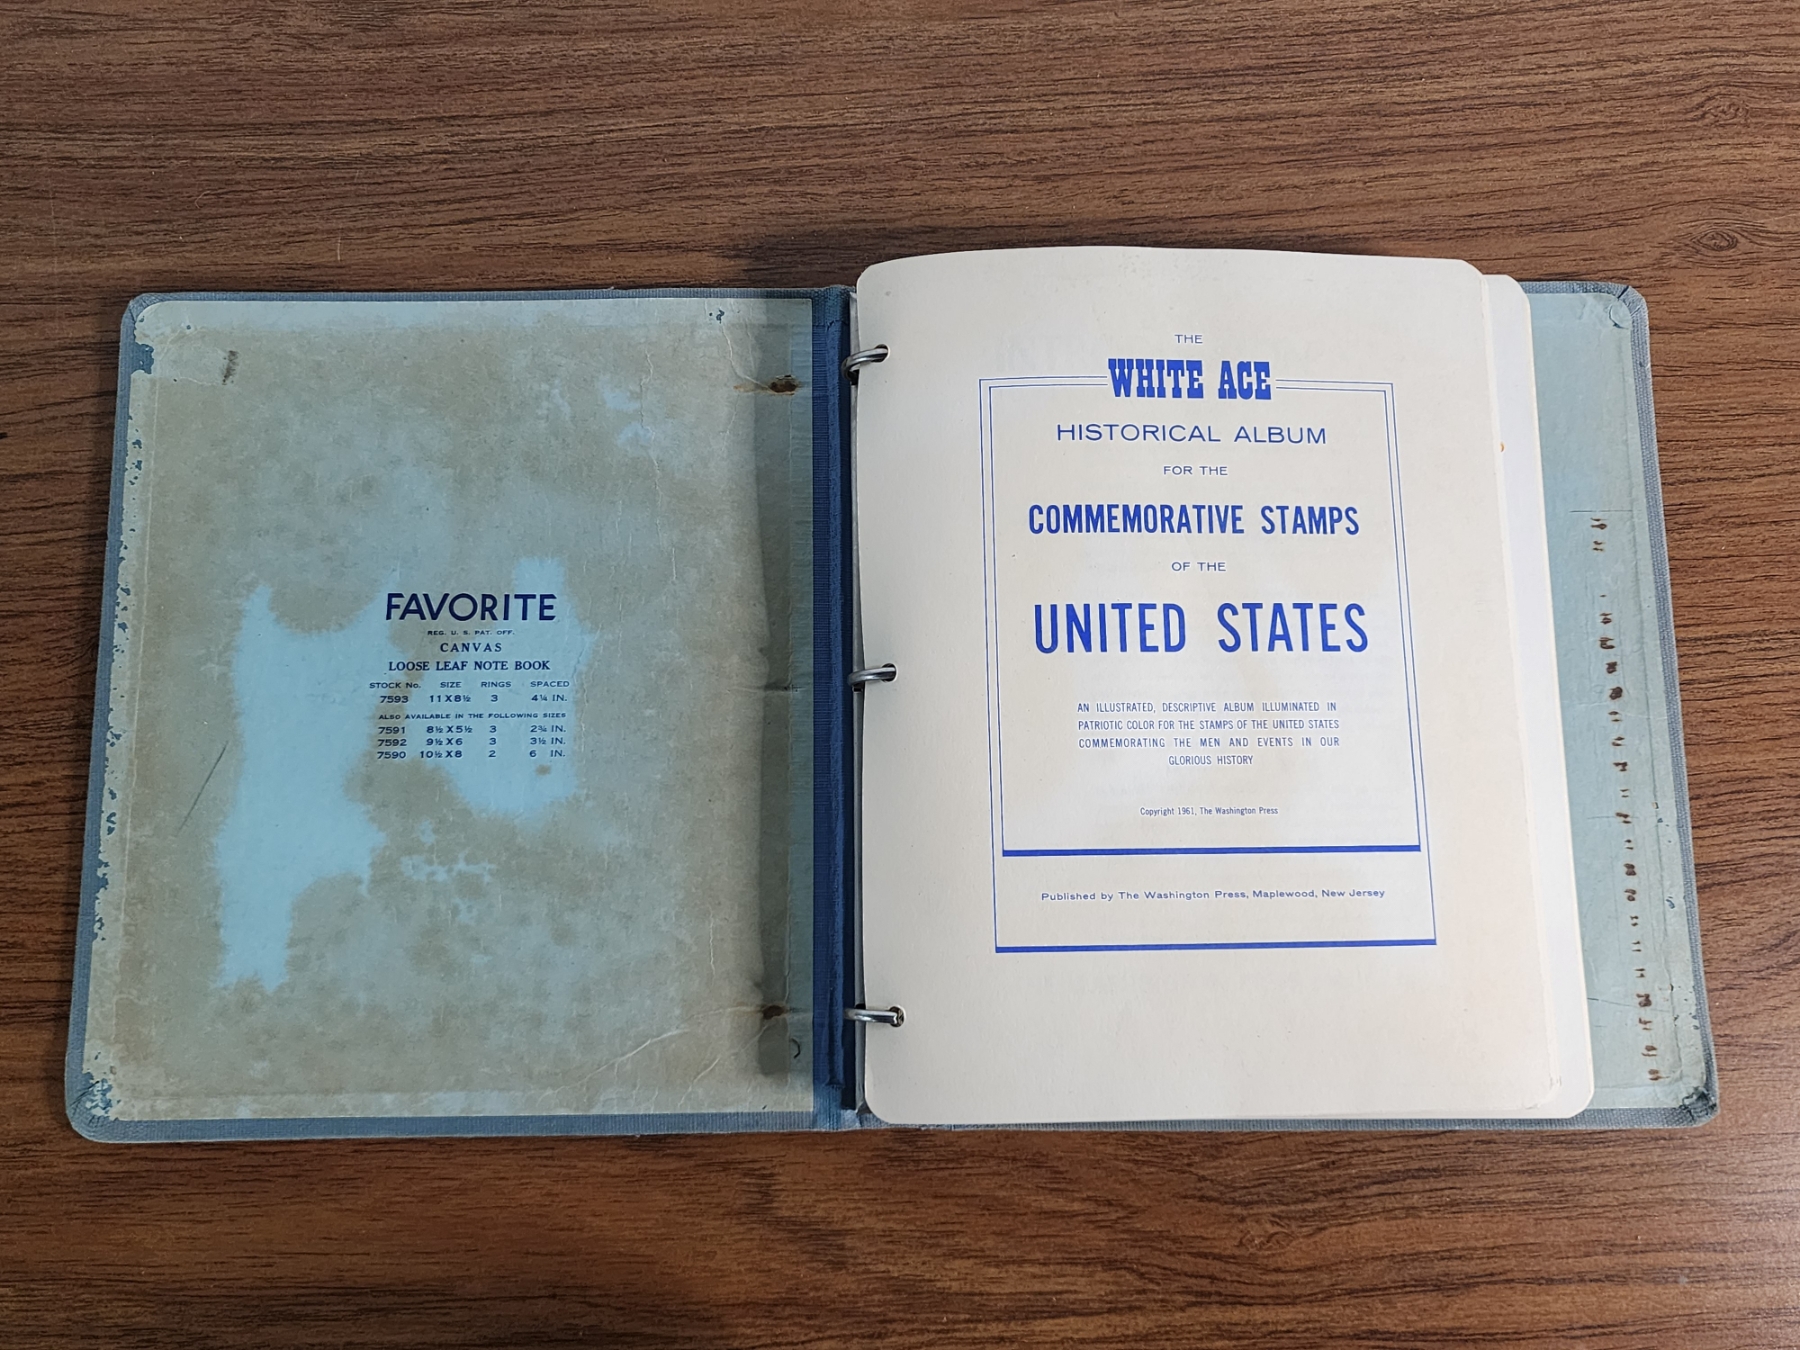 FAVORITE
REG. U. S. PAT. OFF.
CANVAS
LOOSE LEAF NOTE BOOK
STOCK No. SIZE RINGS SPACED
7593 11 X 8½ 3 4¼ IN.
ALSO AVAILABLE IN THE FOLLOWING SIZES
7591 8½ X 5½ 3 2¾ IN.
7592 9½ X 6 3 3½ IN.
7590 10½ X 8 2 6 IN.
THE
WHITE ACE
HISTORICAL ALBUM
FOR THE
COMMEMORATIVE STAMPS
OF THE
UNITED STATES
AN ILLUSTRATED, DESCRIPTIVE ALBUM ILLUMINATED IN
PATRIOTIC COLOR FOR THE STAMPS OF THE UNITED STATES
COMMEMORATING THE MEN AND EVENTS IN OUR
GLORIOUS HISTORY
Copyright 1961, The Washington Press
Published by The Washington Press, Maplewood, New Jersey